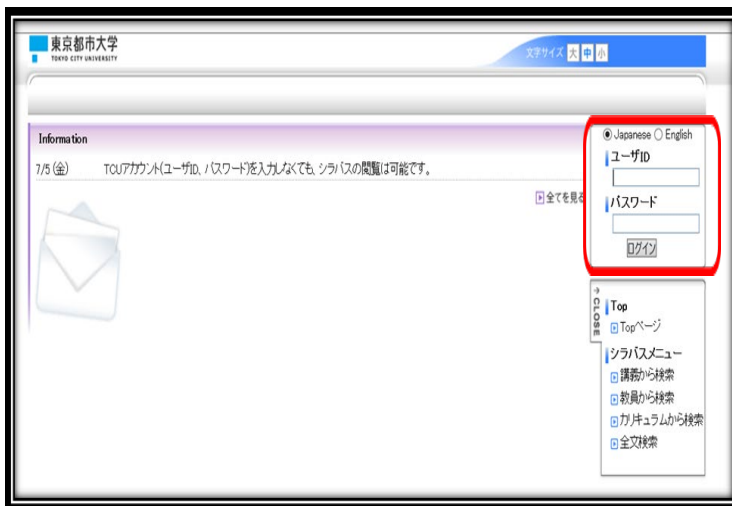 東京都市大学
TOKYO CITY UNIVERSITY
文字サイズ 大 中 小
Information
7/5 (金) TCUアカウント(ユーザID、パスワード)を入力しなくても、シラバスの閲覧は可能です。
全てを見る
Japanese English
ユーザID
パスワード
ログイン
→CLOSE
Top
Topページ
シラバスメニュー
講義から検索
教員から検索
カリキュラムから検索
全文検索